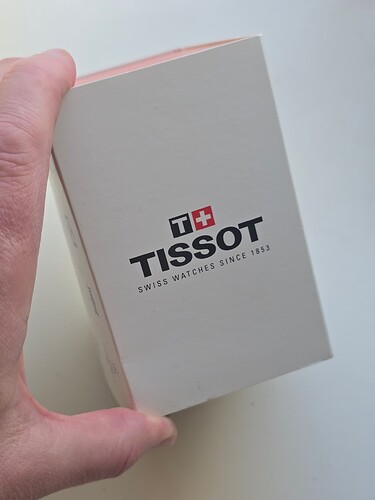 T+
TISSOT
SWISS WATCHES SINCE 1853